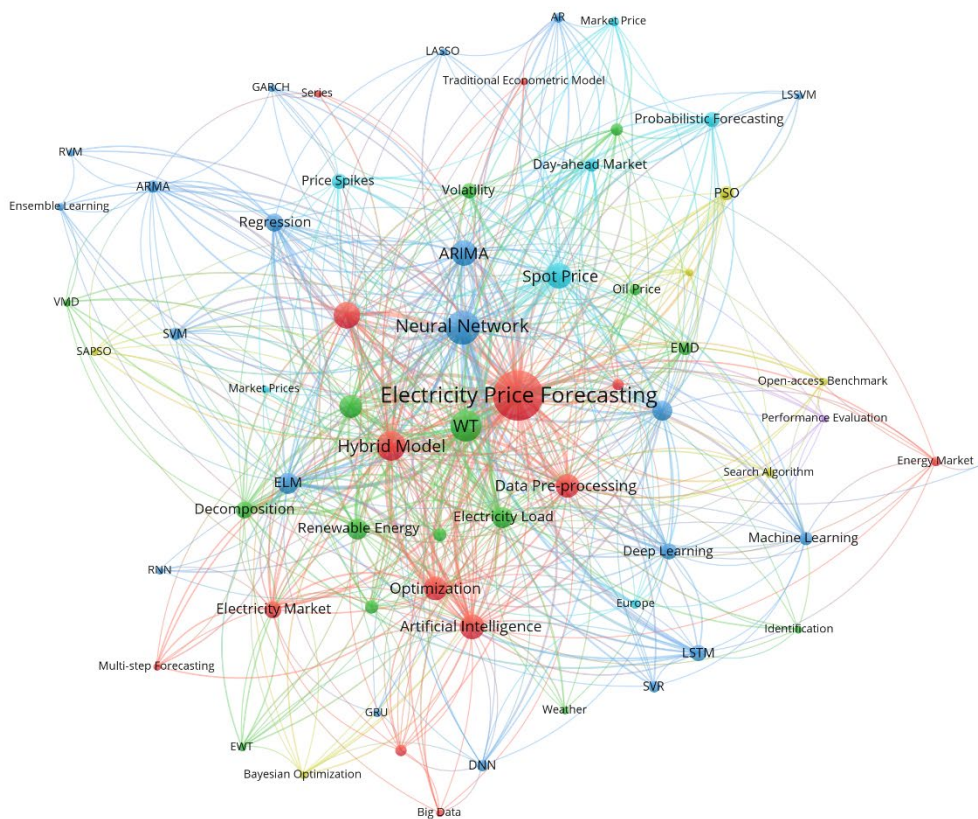 AR
Market Price
LASSO
Traditional Econometric Model
GARCH
Series
LSSVM
Probabilistic Forecasting
RVM
Day-ahead Market
ARMA
Price Spikes
Volatility
PSO
Ensemble Learning
Regression
ARIMA
Spot Price
Oil Price
VMD
Neural Network
SVM
EMD
SAPSO
Market Prices
Electricity Price Forecasting
Open-access Benchmark
Performance Evaluation
WT
Hybrid Model
Energy Market
Search Algorithm
ELM
Data Pre-processing
Decomposition
Electricity Load
Renewable Energy
Machine Learning
Deep Learning
RNN
Optimization
Europe
Electricity Market
Artificial Intelligence
Identification
LSTM
Multi-step Forecasting
SVR
GRU
Weather
EWT
DNN
Bayesian Optimization
Big Data